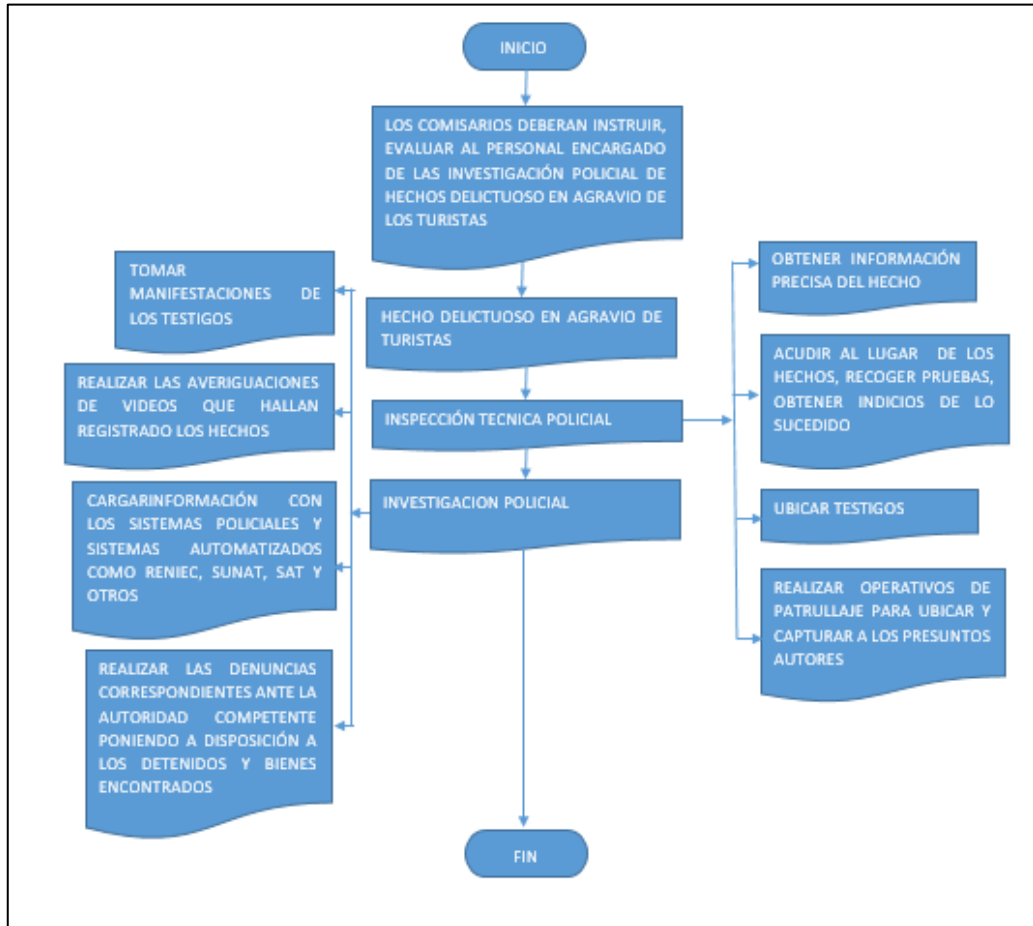 INICIO
LOS COMISARIOS DEBERAN INSTRUIR,
EVALUAR AL PERSONAL ENCARGADO
DE LAS INVESTIGACIÓN POLICIAL DE
HECHOS DELICTUOSO EN AGRAVIO DE
LOS TURISTAS
HECHO DELICTUOSO EN AGRAVIO DE
TURISTAS
INSPECCIÓN TECNICA POLICIAL
OBTENER INFORMACIÓN
PRECISA DEL HECHO
ACUDIR AL LUGAR DE LOS
HECHOS, RECOGER PRUEBAS,
OBTENER INDICIOS DE LO
SUCEDIDO
UBICAR TESTIGOS
REALIZAR OPERATIVOS DE
PATRULLAJE PARA UBICAR Y
CAPTURAR A LOS PRESUNTOS
AUTORES
INVESTIGACION POLICIAL
TOMAR
MANIFESTACIONES DE
LOS TESTIGOS
REALIZAR LAS AVERIGUACIONES
DE VIDEOS QUE HALLAN
REGISTRADO LOS HECHOS
CARGARINFORMACIÓN CON
LOS SISTEMAS POLICIALES Y
SISTEMAS AUTOMATIZADOS
COMO RENIEC, SUNAT, SAT Y
OTROS
REALIZAR LAS DENUNCIAS
CORRESPONDIENTES ANTE LA
AUTORIDAD COMPETENTE
PONIENDO A DISPOSICIÓN A
LOS DETENIDOS Y BIENES
ENCONTRADOS
FIN